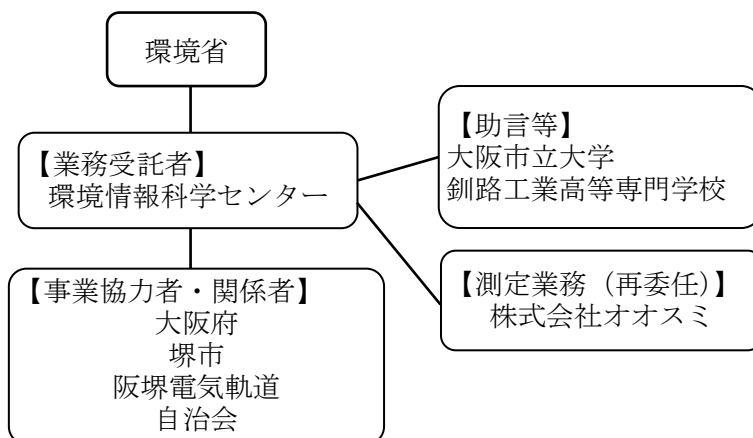 環境省
【業務受託者】
環境情報科学センター
【助言等】
大阪市立大学
釧路工業高等専門学校
【測定業務（再委任）】
株式会社オオスミ
【事業協力者・関係者】
大阪府
堺市
阪堺電気軌道
自治会